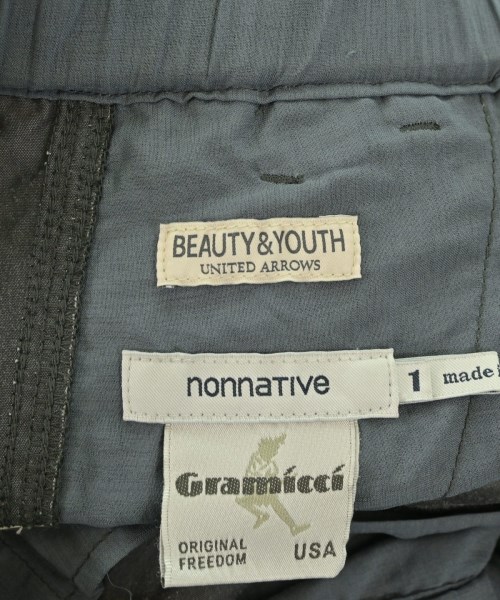 BEAUTY&YOUTH
UNITED ARROWS
nonnative
1 made
Gramicci
ORIGINAL
FREEDOM
USA